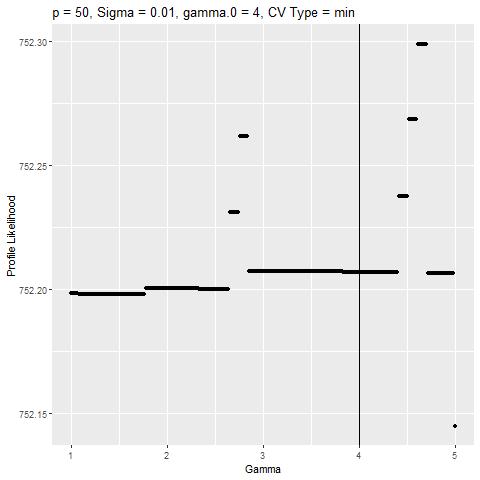 p = 50, Sigma = 0.01, gamma.0 = 4, CV Type = min
752.30
752.25
752.20
752.15
Profile Likelihood
1 2 3 4 5
Gamma